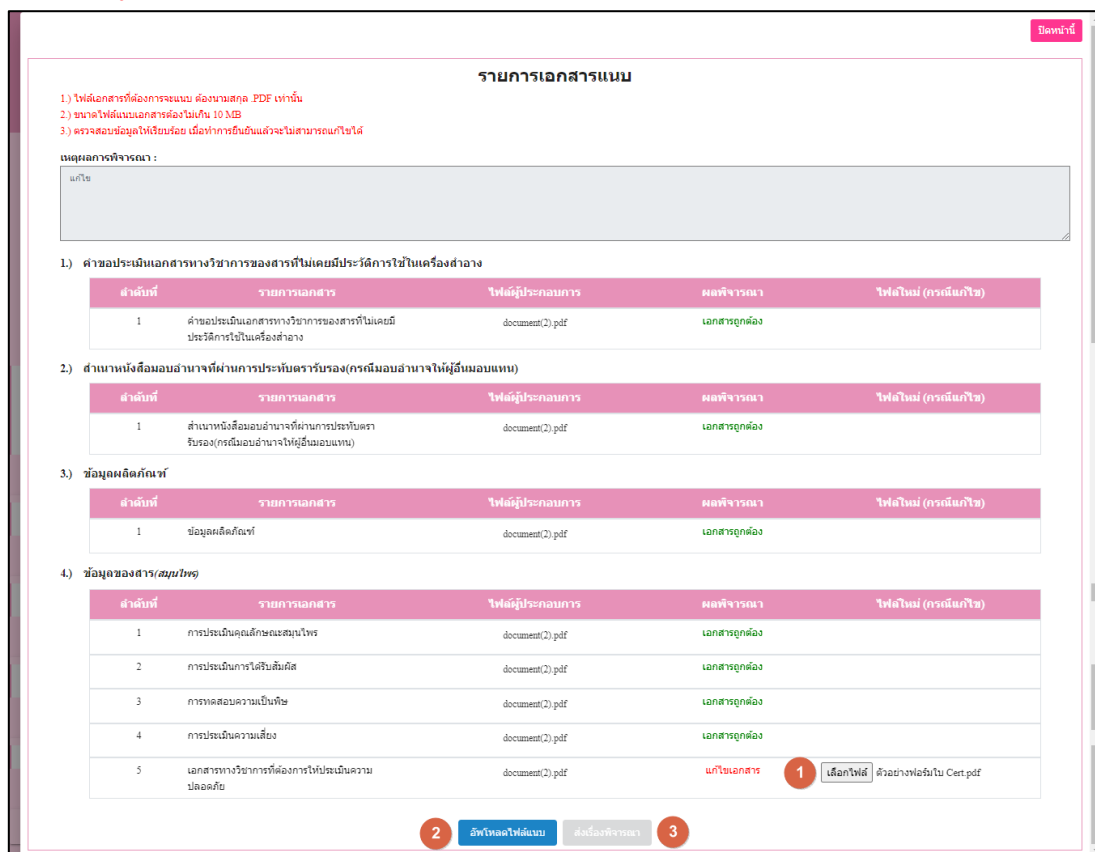 ปิดหน้านี้
รายการเอกสารแนบ
1.) ไฟล์เอกสารที่ต้องการจะแนบ ต้องนามสกุล .PDF เท่านั้น
2.) ขนาดไฟล์แนบเอกสารต้องไม่เกิน 10 MB
3.) ตรวจสอบข้อมูลให้เรียบร้อย เมื่อทำการยืนยันแล้วจะไม่สามารถแก้ไขได้
เหตุผลการพิจารณา :
แก้ไข
1.) คำขอประเมินเอกสารทางวิชาการของสารที่ไม่เคยมีประวัติการใช้ในเครื่องสำอาง
ลำดับที่ รายการเอกสาร ไฟล์ผู้ประกอบการ ผลพิจารณา ไฟล์ใหม่ (กรณีแก้ไข)
1 คำขอประเมินเอกสารทางวิชาการของสารที่ไม่เคยมี document(2).pdf เอกสารถูกต้อง
ประวัติการใช้ในเครื่องสำอาง
2.) สำเนาหนังสือมอบอำนาจที่ผ่านการประทับตรารับรอง(กรณีมอบอำนาจให้ผู้อื่นมอบแทน)
ลำดับที่ รายการเอกสาร ไฟล์ผู้ประกอบการ ผลพิจารณา ไฟล์ใหม่ (กรณีแก้ไข)
1 สำเนาหนังสือมอบอำนาจที่ผ่านการประทับตรา document(2).pdf เอกสารถูกต้อง
รับรอง(กรณีมอบอำนาจให้ผู้อื่นมอบแทน)
3.) ข้อมูลผลิตภัณฑ์
ลำดับที่ รายการเอกสาร ไฟล์ผู้ประกอบการ ผลพิจารณา ไฟล์ใหม่ (กรณีแก้ไข)
1 ข้อมูลผลิตภัณฑ์ document(2).pdf เอกสารถูกต้อง
4.) ข้อมูลของสาร(สมุนไพร)
ลำดับที่ รายการเอกสาร ไฟล์ผู้ประกอบการ ผลพิจารณา ไฟล์ใหม่ (กรณีแก้ไข)
1 การประเมินคุณลักษณะสมุนไพร document(2).pdf เอกสารถูกต้อง
2 การประเมินการได้รับสัมผัส document(2).pdf เอกสารถูกต้อง
3 การทดสอบความเป็นพิษ document(2).pdf เอกสารถูกต้อง
4 การประเมินความเสี่ยง document(2).pdf เอกสารถูกต้อง
5 เอกสารทางวิชาการที่ต้องการให้ประเมินความ document(2).pdf แก้ไขเอกสาร 1 เลือกไฟล์ ตัวอย่างฟอร์มใบ Cert.pdf
ปลอดภัย
2 อัพโหลดไฟล์แนบ ส่งเรื่องพิจารณา 3